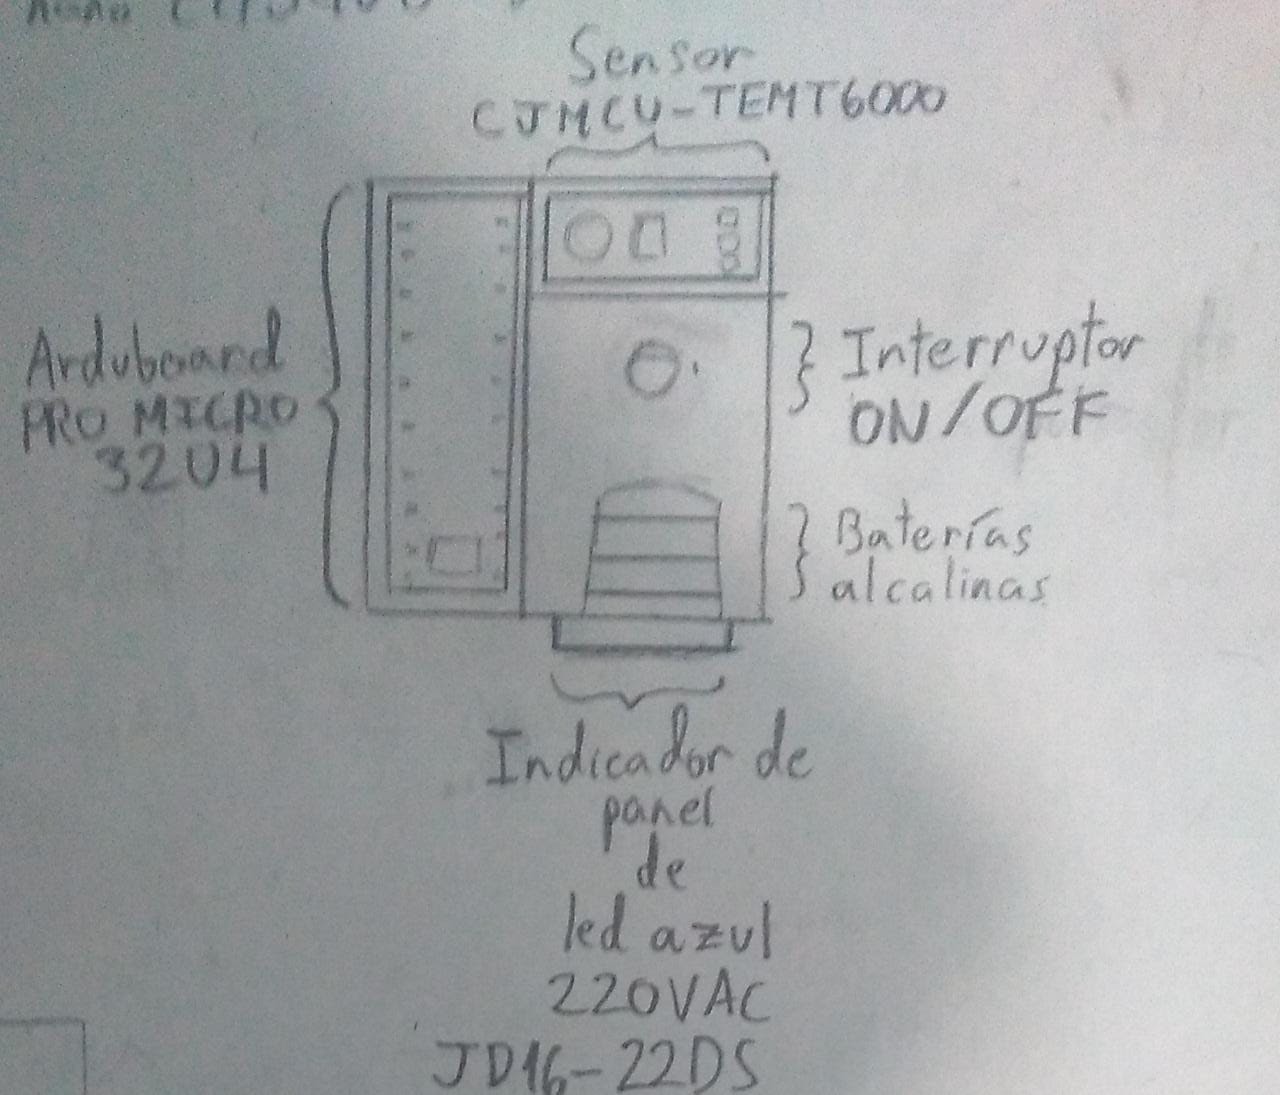 Sensor
CJMCU-TEMT6000
Arduboard
PRO MICRO
32U4
Interruptor
ON/OFF
Baterías
alcalinas
Indicador de
panel
de
led azul
220VAC
JD16-22DS